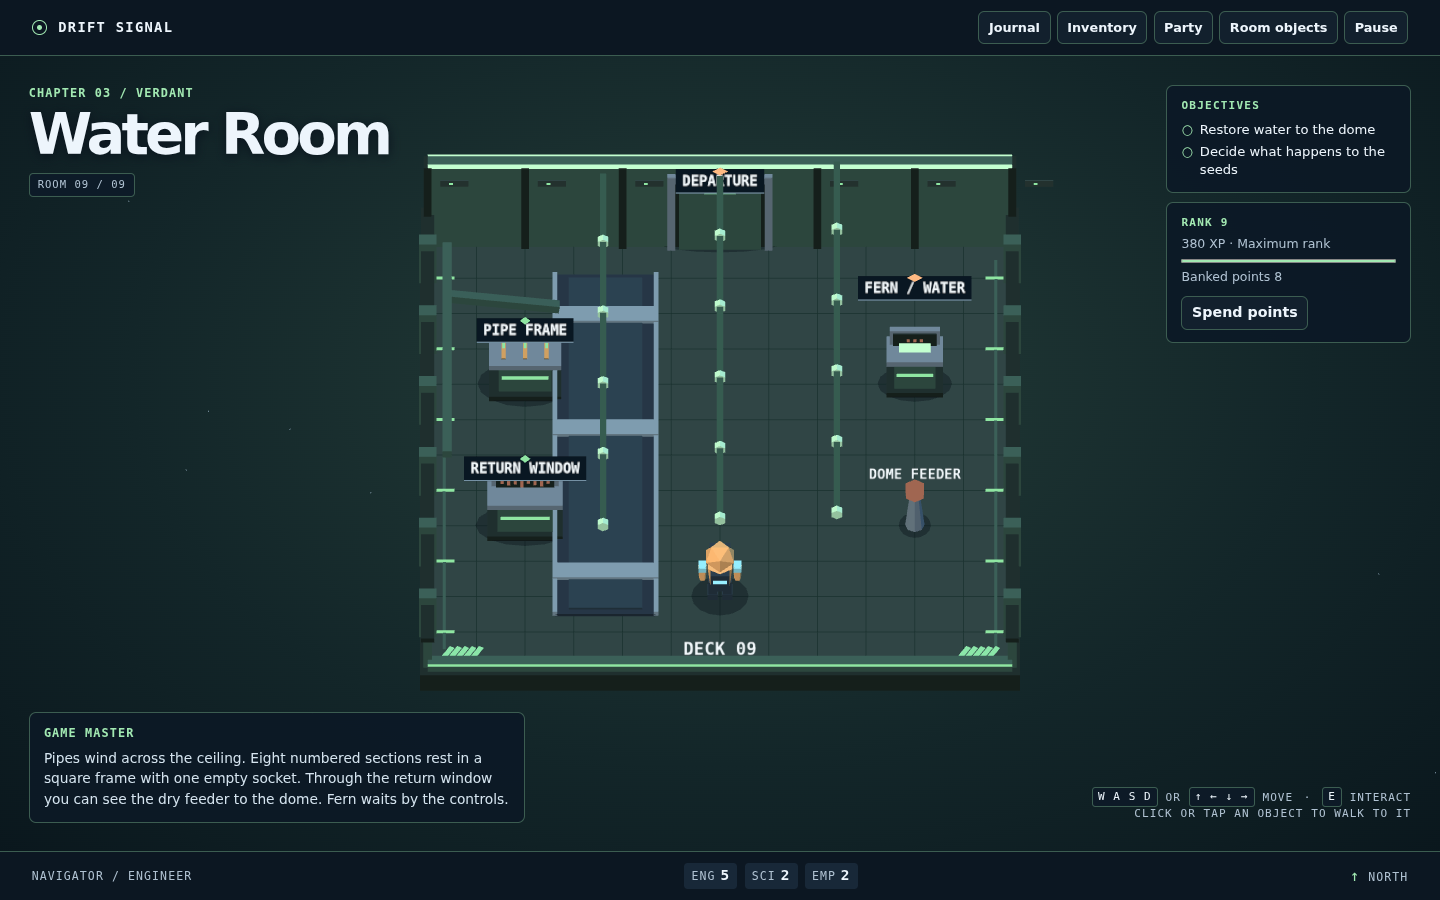 DRIFT SIGNAL
Journal
Inventory
Party
Room objects
Pause
CHAPTER 03 / VERDANT
Water Room
ROOM 09 / 09
OBJECTIVES
Restore water to the dome
Decide what happens to the
seeds
RANK 9
380 XP · Maximum rank
Banked points 8
Spend points
DEPARTURE
FERN / WATER
PIPE FRAME
RETURN WINDOW
DOME FEEDER
DECK 09
GAME MASTER
Pipes wind across the ceiling. Eight numbered sections rest in a
square frame with one empty socket. Through the return window
you can see the dry feeder to the dome. Fern waits by the controls.
W A S D OR ↑ ← ↓ → MOVE · E INTERACT
CLICK OR TAP AN OBJECT TO WALK TO IT
NAVIGATOR / ENGINEER
ENG 5
SCI 2
EMP 2
↑ NORTH